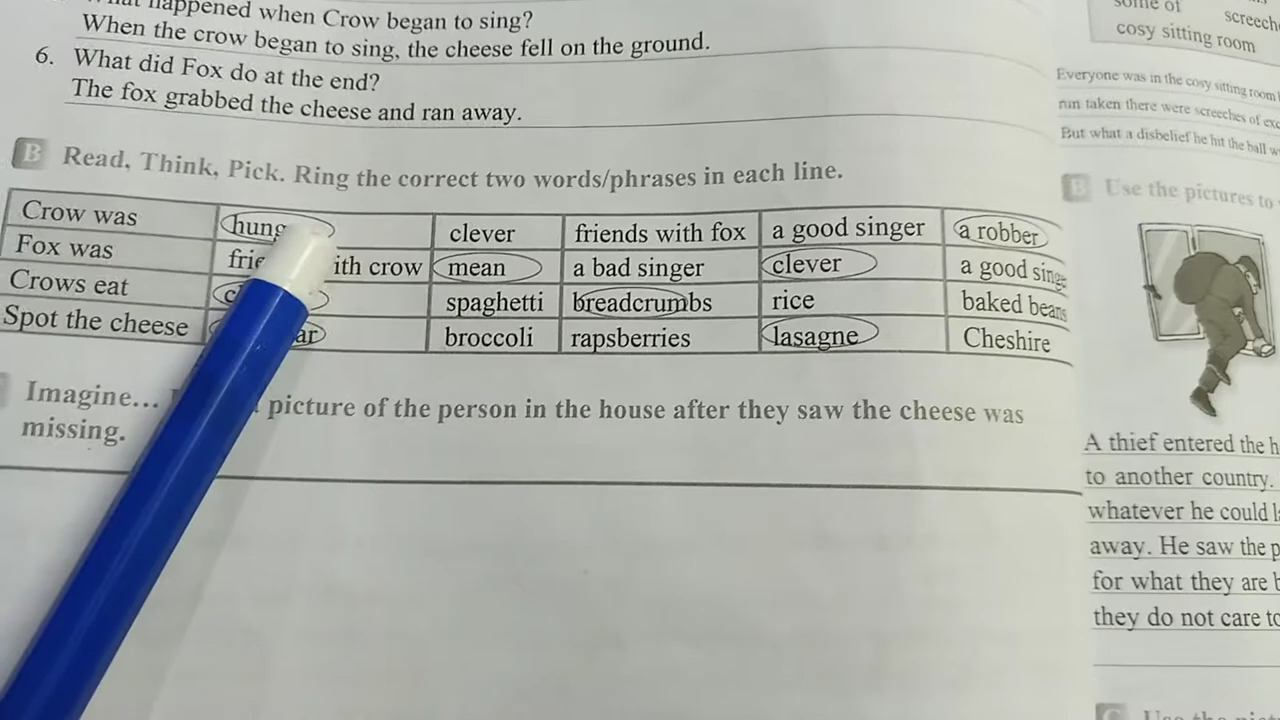 happened when Crow began to sing?
When the crow began to sing, the cheese fell on the ground.
6. What did Fox do at the end?
The fox grabbed the cheese and ran away.
B Read, Think, Pick. Ring the correct two words/phrases in each line.
Crow was hung clever friends with fox a good singer a robber
Fox was frie ith crow mean a bad singer clever a good singe
Crows eat c spaghetti breadcrumbs rice baked beans
Spot the cheese ar broccoli rapsberries lasagne Cheshire
Imagine... picture of the person in the house after they saw the cheese was
missing.
some of screech
cosy sitting room
Everyone was in the cosy sitting room
run taken there were screeches of exc
But what a disbelief he hit the ball w
B Use the pictures to
A thief entered the h
to another country.
whatever he could l
away. He saw the p
for what they are b
they do not care to